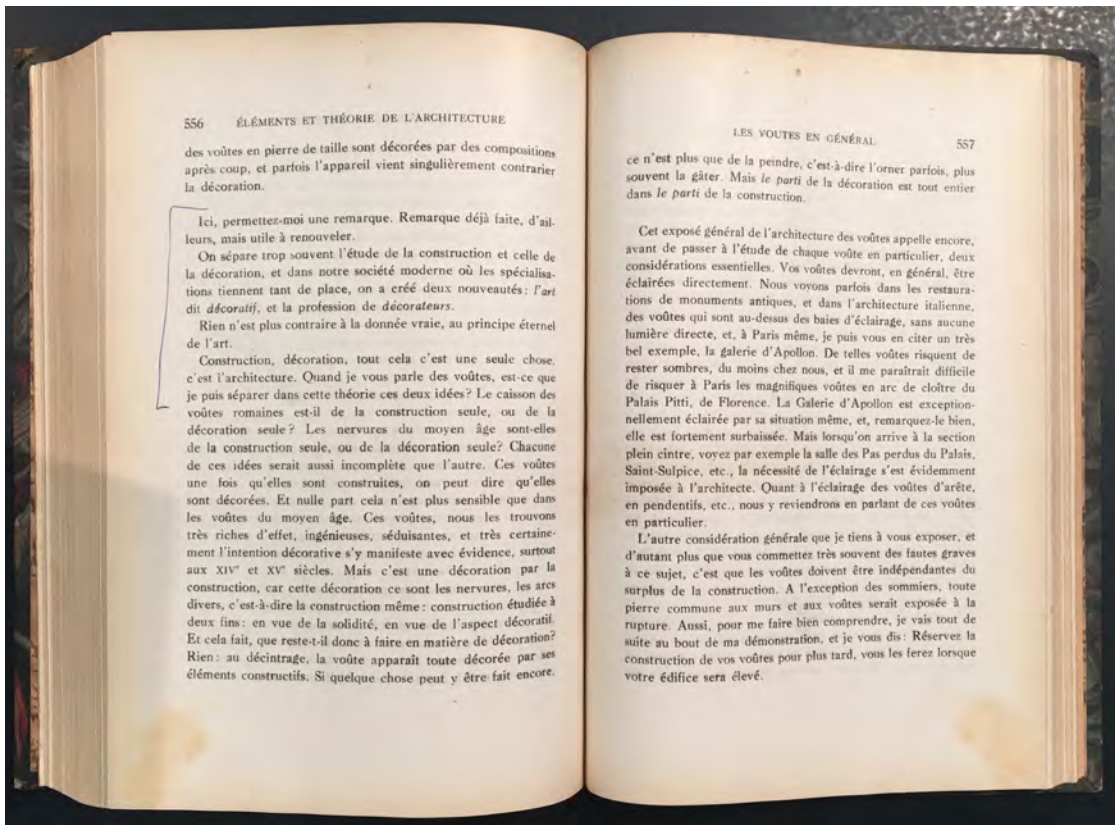 556 ÉLÉMENTS ET THÉORIE DE L'ARCHITECTURE
des voûtes en pierre de taille sont décorées par des compositions
après coup, et parfois l'appareil vient singulièrement contrarier
la décoration.
Ici, permettez-moi une remarque. Remarque déjà faite, d'ail-
leurs, mais utile à renouveler.
On sépare trop souvent l'étude de la construction et celle de
la décoration, et dans notre société moderne où les spécialisa-
tions tiennent tant de place, on a créé deux nouveautés: l'art
dit décoratif, et la profession de décorateurs.
Rien n'est plus contraire à la donnée vraie, au principe éternel
de l'art.
Construction, décoration, tout cela c'est une seule chose,
c'est l'architecture. Quand je vous parle des voûtes, est-ce que
je puis séparer dans cette théorie ces deux idées? Le caisson des
voûtes romaines est-il de la construction seule, ou de la
décoration seule? Les nervures du moyen âge sont-elles
de la construction seule, ou de la décoration seule? Chacune
de ces idées serait aussi incomplète que l'autre. Ces voûtes
une fois qu'elles sont construites, on peut dire qu'elles
sont décorées. Et nulle part cela n'est plus sensible que dans
les voûtes du moyen âge. Ces voûtes, nous les trouvons
très riches d'effet, ingénieuses, séduisantes, et très certaine-
ment l'intention décorative s'y manifeste avec évidence, surtout
aux XIVe et XVe siècles. Mais c'est une décoration par la
construction, car cette décoration ce sont les nervures, les arcs
divers, c'est-à-dire la construction même: construction étudiée à
deux fins: en vue de la solidité, en vue de l'aspect décoratif.
Et cela fait, que reste-t-il donc à faire en matière de décoration?
Rien: au décintrage, la voûte apparaît toute décorée par ses
éléments constructifs. Si quelque chose peut y être fait encore,
LES VOUTES EN GÉNÉRAL 557
ce n'est plus que de la peindre, c'est-à-dire l'orner parfois, plus
souvent la gâter. Mais le parti de la décoration est tout entier
dans le parti de la construction.
Cet exposé général de l'architecture des voûtes appelle encore,
avant de passer à l'étude de chaque voûte en particulier, deux
considérations essentielles. Vos voûtes devront, en général, être
éclairées directement. Nous voyons parfois dans les restaura-
tions de monuments antiques, et dans l'architecture italienne,
des voûtes qui sont au-dessus des baies d'éclairage, sans aucune
lumière directe, et, à Paris même, je puis vous en citer un très
bel exemple, la galerie d'Apollon. De telles voûtes risquent de
rester sombres, du moins chez nous, et il me paraîtrait difficile
de risquer à Paris les magnifiques voûtes en arc de cloître du
Palais Pitti, de Florence. La Galerie d'Apollon est exception-
nellement éclairée par sa situation même, et, remarquez-le bien,
elle est fortement surbaissée. Mais lorsqu'on arrive à la section
plein cintre, voyez par exemple la salle des Pas perdus du Palais,
Saint-Sulpice, etc., la nécessité de l'éclairage s'est évidemment
imposée à l'architecte. Quant à l'éclairage des voûtes d'arête,
en pendentifs, etc., nous y reviendrons en parlant de ces voûtes
en particulier.
L'autre considération générale que je tiens à vous exposer, et
d'autant plus que vous commettez très souvent des fautes graves
à ce sujet, c'est que les voûtes doivent être indépendantes du
surplus de la construction. A l'exception des sommiers, toute
pierre commune aux murs et aux voûtes serait exposée à la
rupture. Aussi, pour me faire bien comprendre, je vais tout de
suite au bout de ma démonstration, et je vous dis: Réservez la
construction de vos voûtes pour plus tard, vous les ferez lorsque
votre édifice sera élevé.